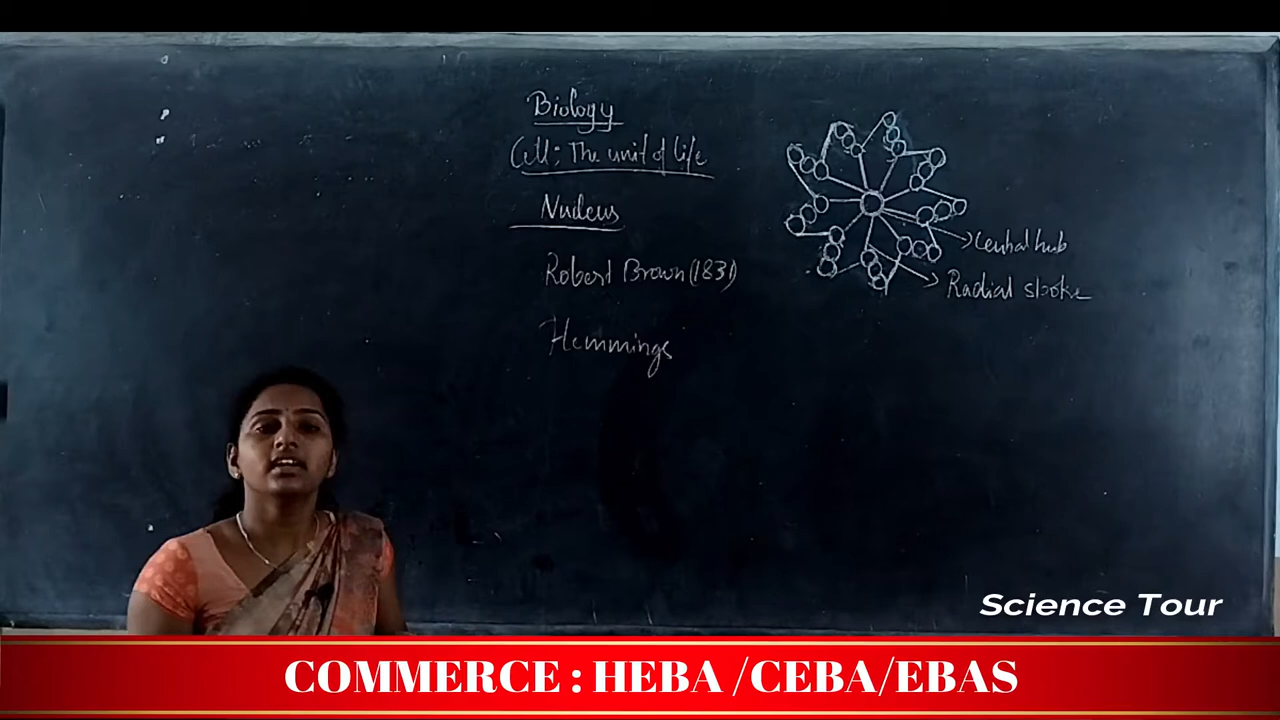 Biology
Cell: The unit of life
Nucleus
Robert Brown (1831)
Hemmings
Central hub
Radial spoke
Science Tour
COMMERCE : HEBA /CEBA/EBAS